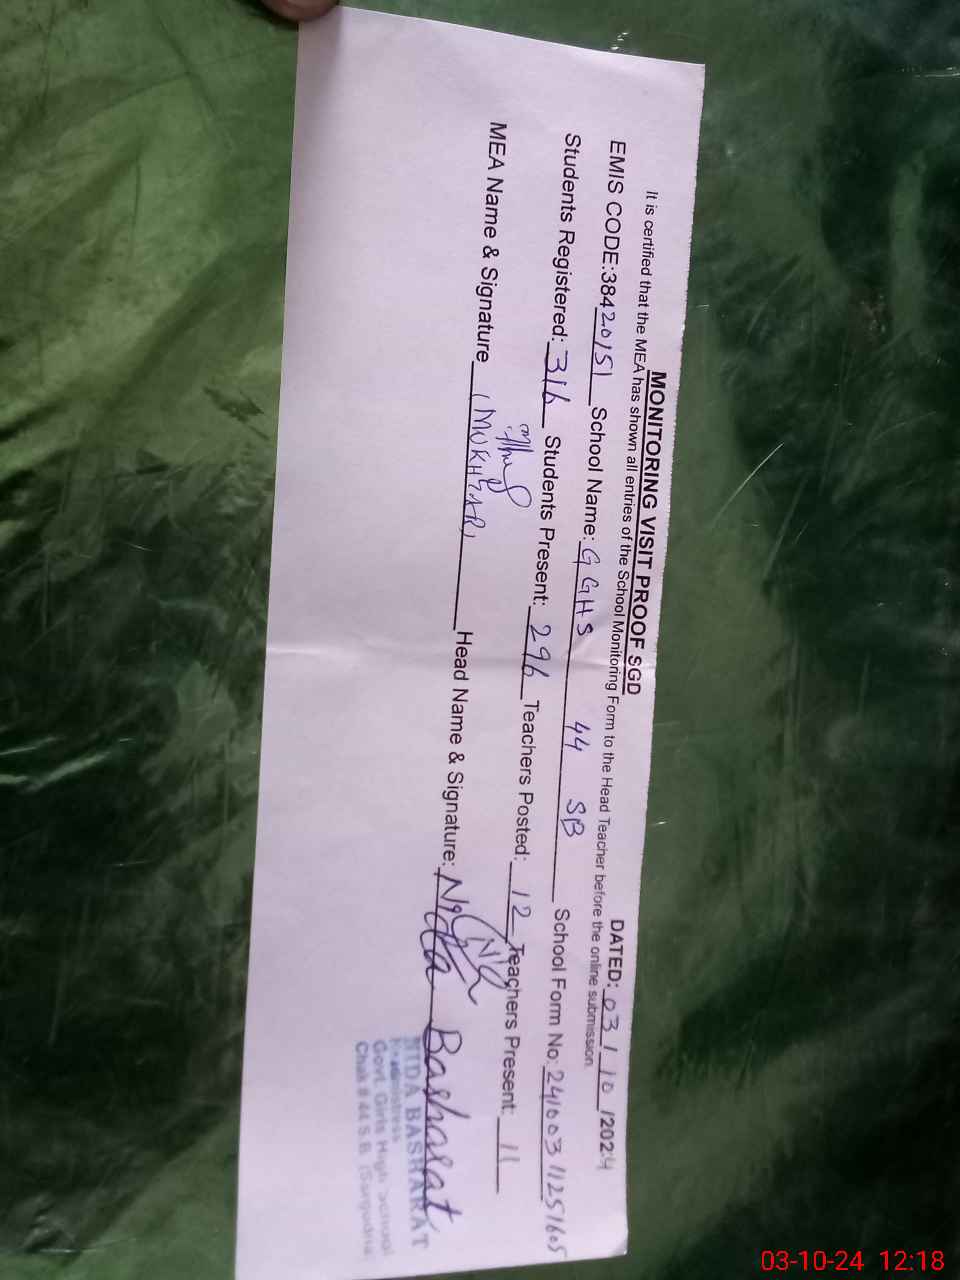 MONITORING VISIT PROOF SGD
DATED: 03/10/2024
It is certified that the MEA has shown all entries of the School Monitoring Form to the Head Teacher before the online submission.
EMIS CODE:38420151 School Name: GGHS 44 SB School Form No: 24100311251605
Students Registered: 316 Students Present: 296 Teachers Posted: 12 Teachers Present: 11
MEA Name & Signature (MUKHTAR) Head Name & Signature: Nida Basharat
NIDA BASHARAT
Headmistress
Govt. Girls High School
Chak # 44 S.B. (Sargodha)
03-10-24 12:18